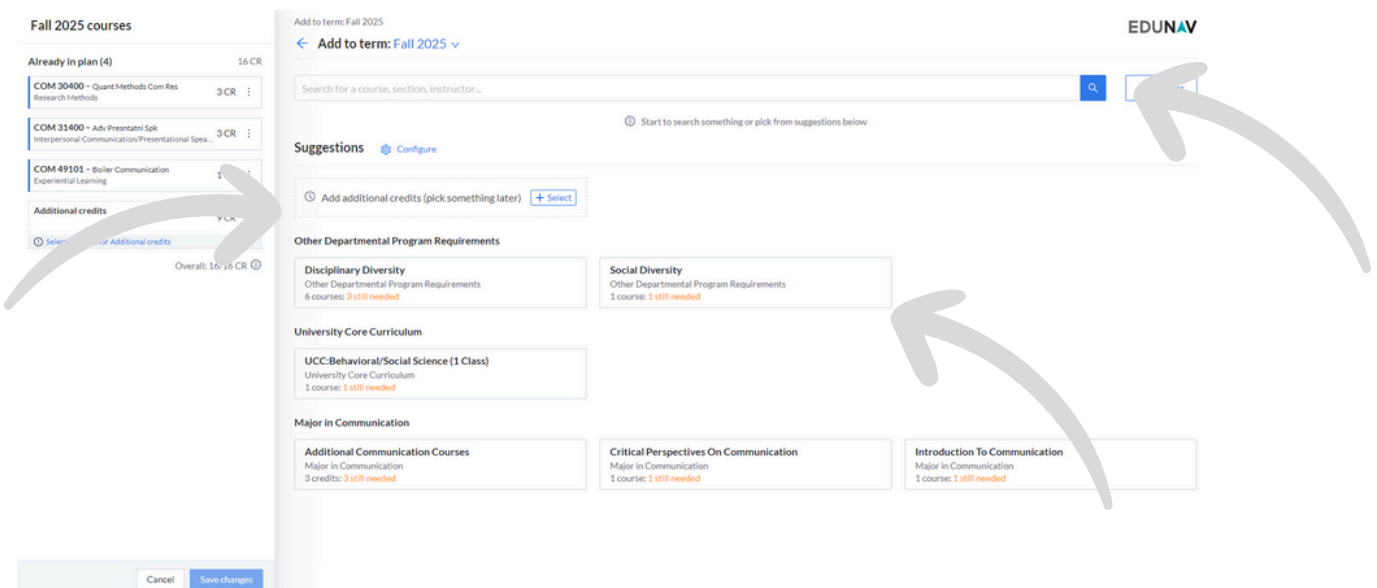 Fall 2025 courses
Already in plan (4) 16 CR
COM 30400 – Quant Methods Com Res
Research Methods
3 CR
COM 31400 – Adv Presntatnl Spk
Interpersonal Communication/Presentational Spea...
3 CR
COM 49101 – Boiler Communication
Experiential Learning
1
Additional credits
9 CR
for Additional credits
Overall: 16/16 CR
Cancel
Save changes
Add to term: Fall 2025
Add to term: Fall 2025
EDUNAV
Search for a course, section, instructor...
Start to search something or pick from suggestions below
Suggestions Configure
Add additional credits (pick something later) + Select
Other Departmental Program Requirements
Disciplinary Diversity
Other Departmental Program Requirements
6 courses: 3 still needed
Social Diversity
Other Departmental Program Requirements
1 course: 1 still needed
University Core Curriculum
UCC:Behavioral/Social Science (1 Class)
University Core Curriculum
1 course: 1 still needed
Major in Communication
Additional Communication Courses
Major in Communication
3 credits: 3 still needed
Critical Perspectives On Communication
Major in Communication
1 course: 1 still needed
Introduction To Communication
Major in Communication
1 course: 1 still needed